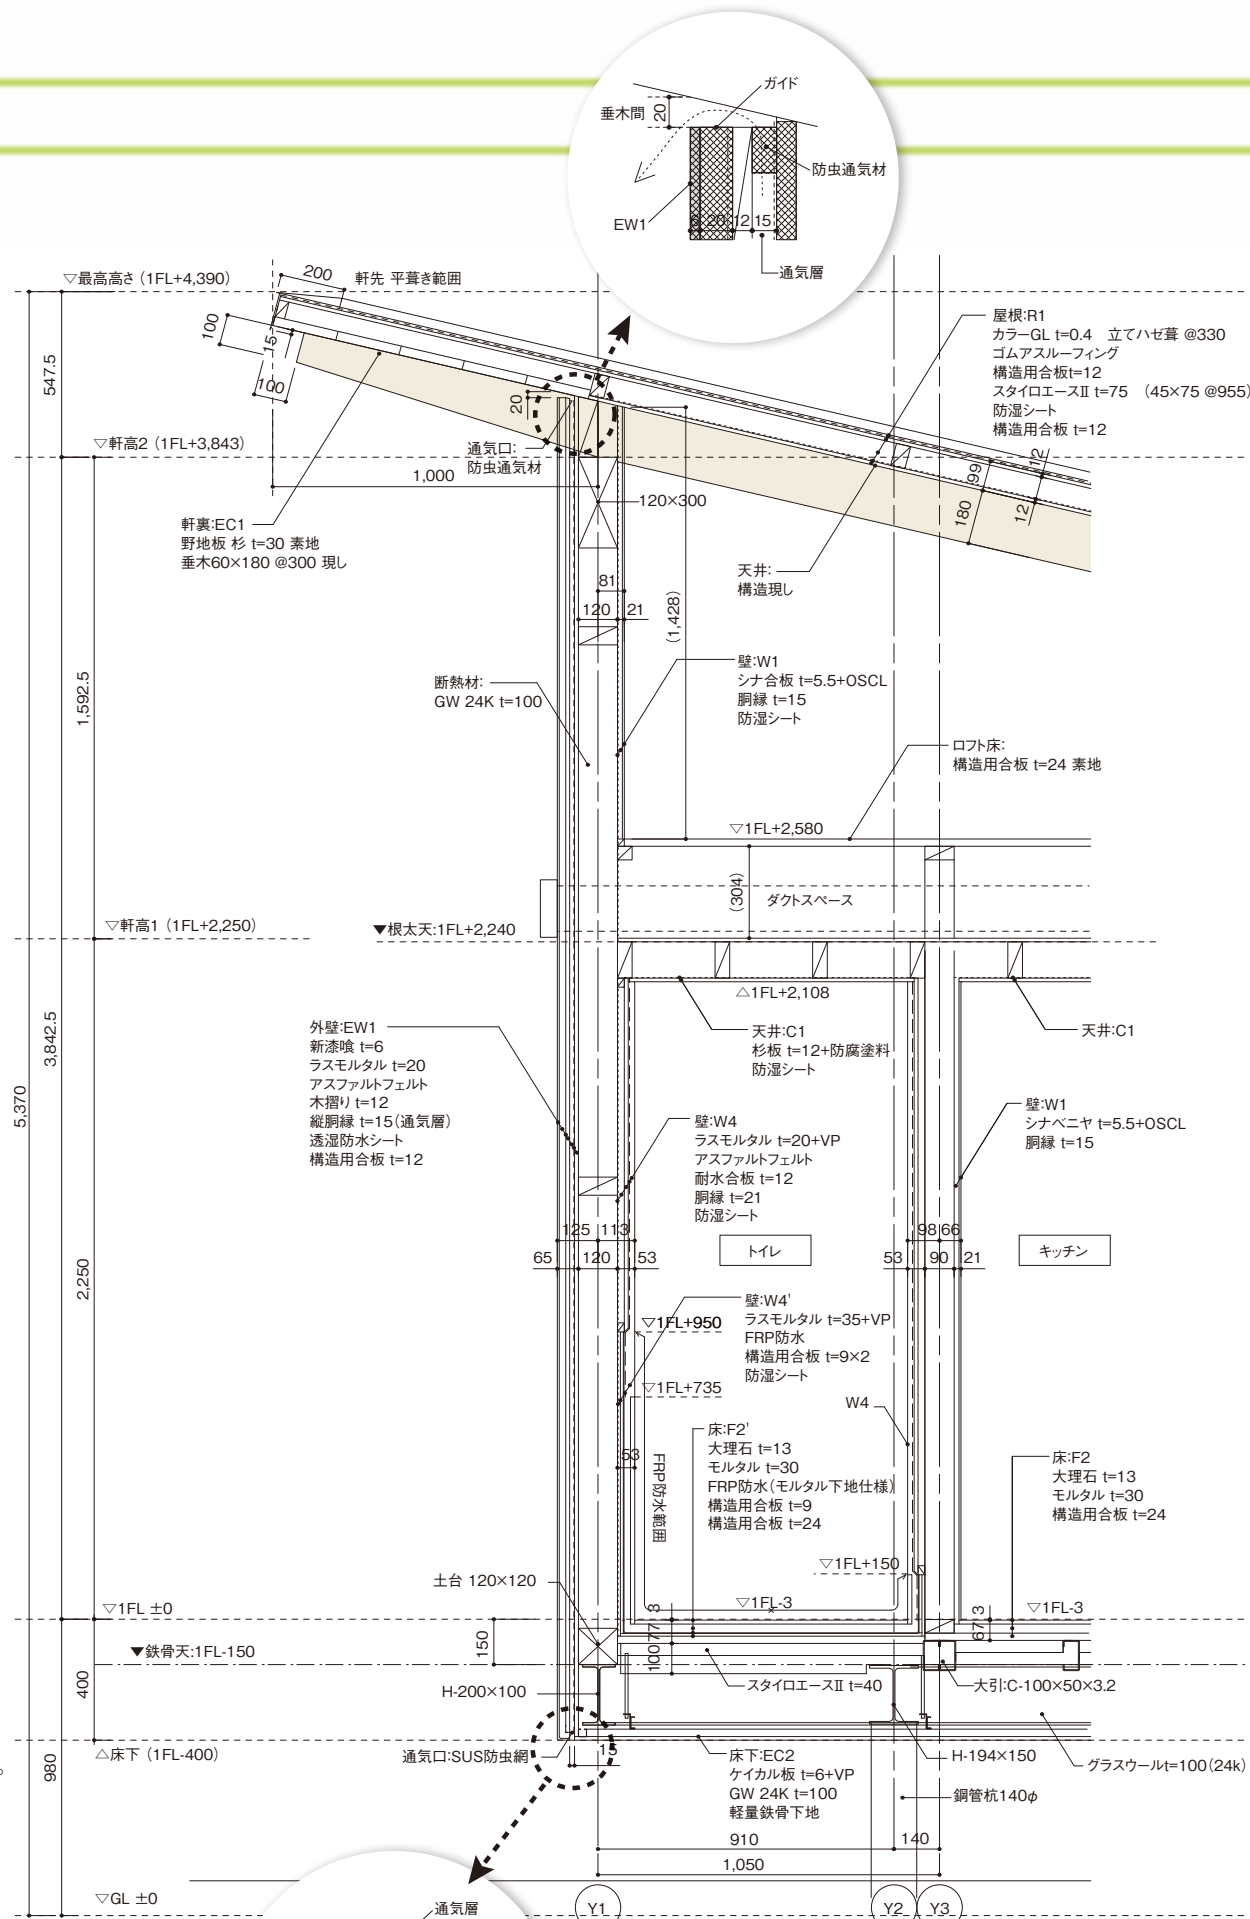 ガイド
垂木間
20
防虫通気材
EW1
6 20 12 15
通気層
▽最高高さ (1FL+4,390)
200
軒先 平葺き範囲
100
15
100
547.5
20
屋根:R1
カラーGL t=0.4 立てハゼ葺 @330
ゴムアスルーフィング
構造用合板t=12
スタイロエースⅡ t=75 (45×75 @955)
防湿シート
構造用合板 t=12
▽軒高2 (1FL+3,843)
通気口:
防虫通気材
1,000
120×300
12
99
180
12
軒裏:EC1
野地板 杉 t=30 素地
垂木60×180 @300 現し
天井:
構造現し
81
120 21
(1,428)
壁:W1
シナ合板 t=5.5+OSCL
胴縁 t=15
防湿シート
断熱材:
GW 24K t=100
1,592.5
ロフト床:
構造用合板 t=24 素地
▽1FL+2,580
(304)
ダクトスペース
▽軒高1 (1FL+2,250)
▼根太天:1FL+2,240
△1FL+2,108
天井:C1
杉板 t=12+防腐塗料
防湿シート
天井:C1
外壁:EW1
新漆喰 t=6
ラスモルタル t=20
アスファルトフェルト
木摺り t=12
縦胴縁 t=15(通気層)
透湿防水シート
構造用合板 t=12
3,842.5
5,370
壁:W1
シナベニヤ t=5.5+OSCL
胴縁 t=15
壁:W4
ラスモルタル t=20+VP
アスファルトフェルト
耐水合板 t=12
胴縁 t=21
防湿シート
125 113
98 66
トイレ
キッチン
65 120 53
53 90 21
2,250
壁:W4'
ラスモルタル t=35+VP
FRP防水
構造用合板 t=9×2
防湿シート
▽1FL+950
▽1FL+735
W4
53
FRP防水範囲
床:F2'
大理石 t=13
モルタル t=30
FRP防水(モルタル下地仕様)
構造用合板 t=9
構造用合板 t=24
床:F2
大理石 t=13
モルタル t=30
構造用合板 t=24
▽1FL+150
土台 120×120
▽1FL ±0
▽1FL-3
▽1FL-3
3
77
100
3
67
150
▼鉄骨天:1FL-150
400
H-200×100
スタイロエースⅡ t=40
大引:C-100×50×3.2
△床下 (1FL-400)
通気口:SUS防虫網
15
床下:EC2
ケイカル板 t=6+VP
GW 24K t=100
軽量鉄骨下地
H-194×150
グラスウールt=100(24k)
鋼管杭140φ
980
。
910 140
1,050
▽GL ±0
通気層
Y1 Y2 Y3